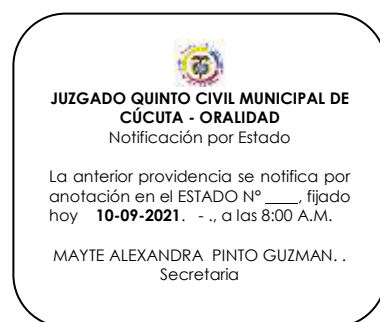 JUZGADO QUINTO CIVIL MUNICIPAL DE
CÚCUTA - ORALIDAD
Notificación por Estado
La anterior providencia se notifica por
anotación en el ESTADO N° ____, fijado
hoy 10-09-2021. - ., a las 8:00 A.M.
MAYTE ALEXANDRA PINTO GUZMAN. .
Secretaria